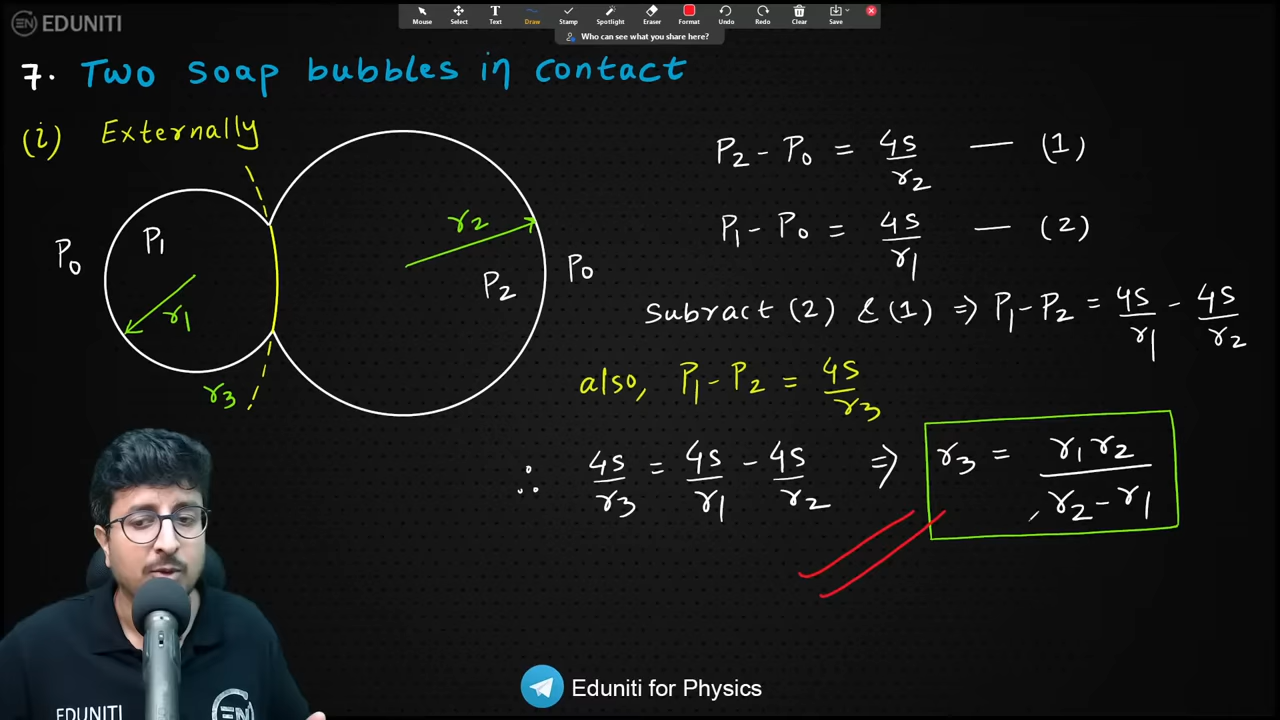 EN EDUNITI
Mouse Select Text Draw Stamp Spotlight Eraser Format Undo Redo Clear Save
Who can see what you share here?
7. Two soap bubbles in contact
(i) Externally
P₀ P₁ r₁ r₂ P₂ P₀
r₃
P₂ - P₀ = 4s/r₂ — (1)
P₁ - P₀ = 4s/r₁ — (2)
Subtract (2) & (1) ⇒ P₁ - P₂ = 4s/r₁ - 4s/r₂
also, P₁ - P₂ = 4s/r₃
∴ 4s/r₃ = 4s/r₁ - 4s/r₂ ⇒ r₃ = r₁r₂/r₂ - r₁
EDUNITI EN
Eduniti for Physics